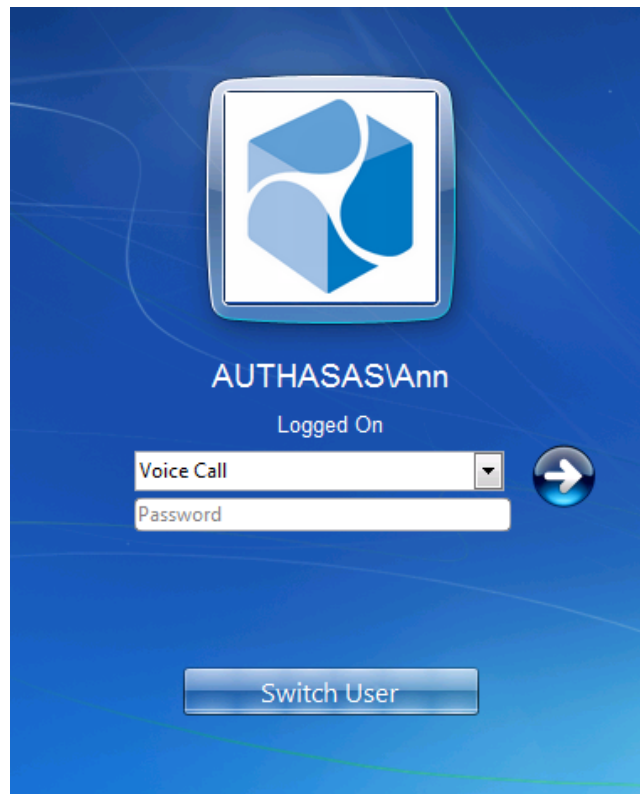 AUTHASAS\Ann
Logged On
Voice Call
Password
Switch User